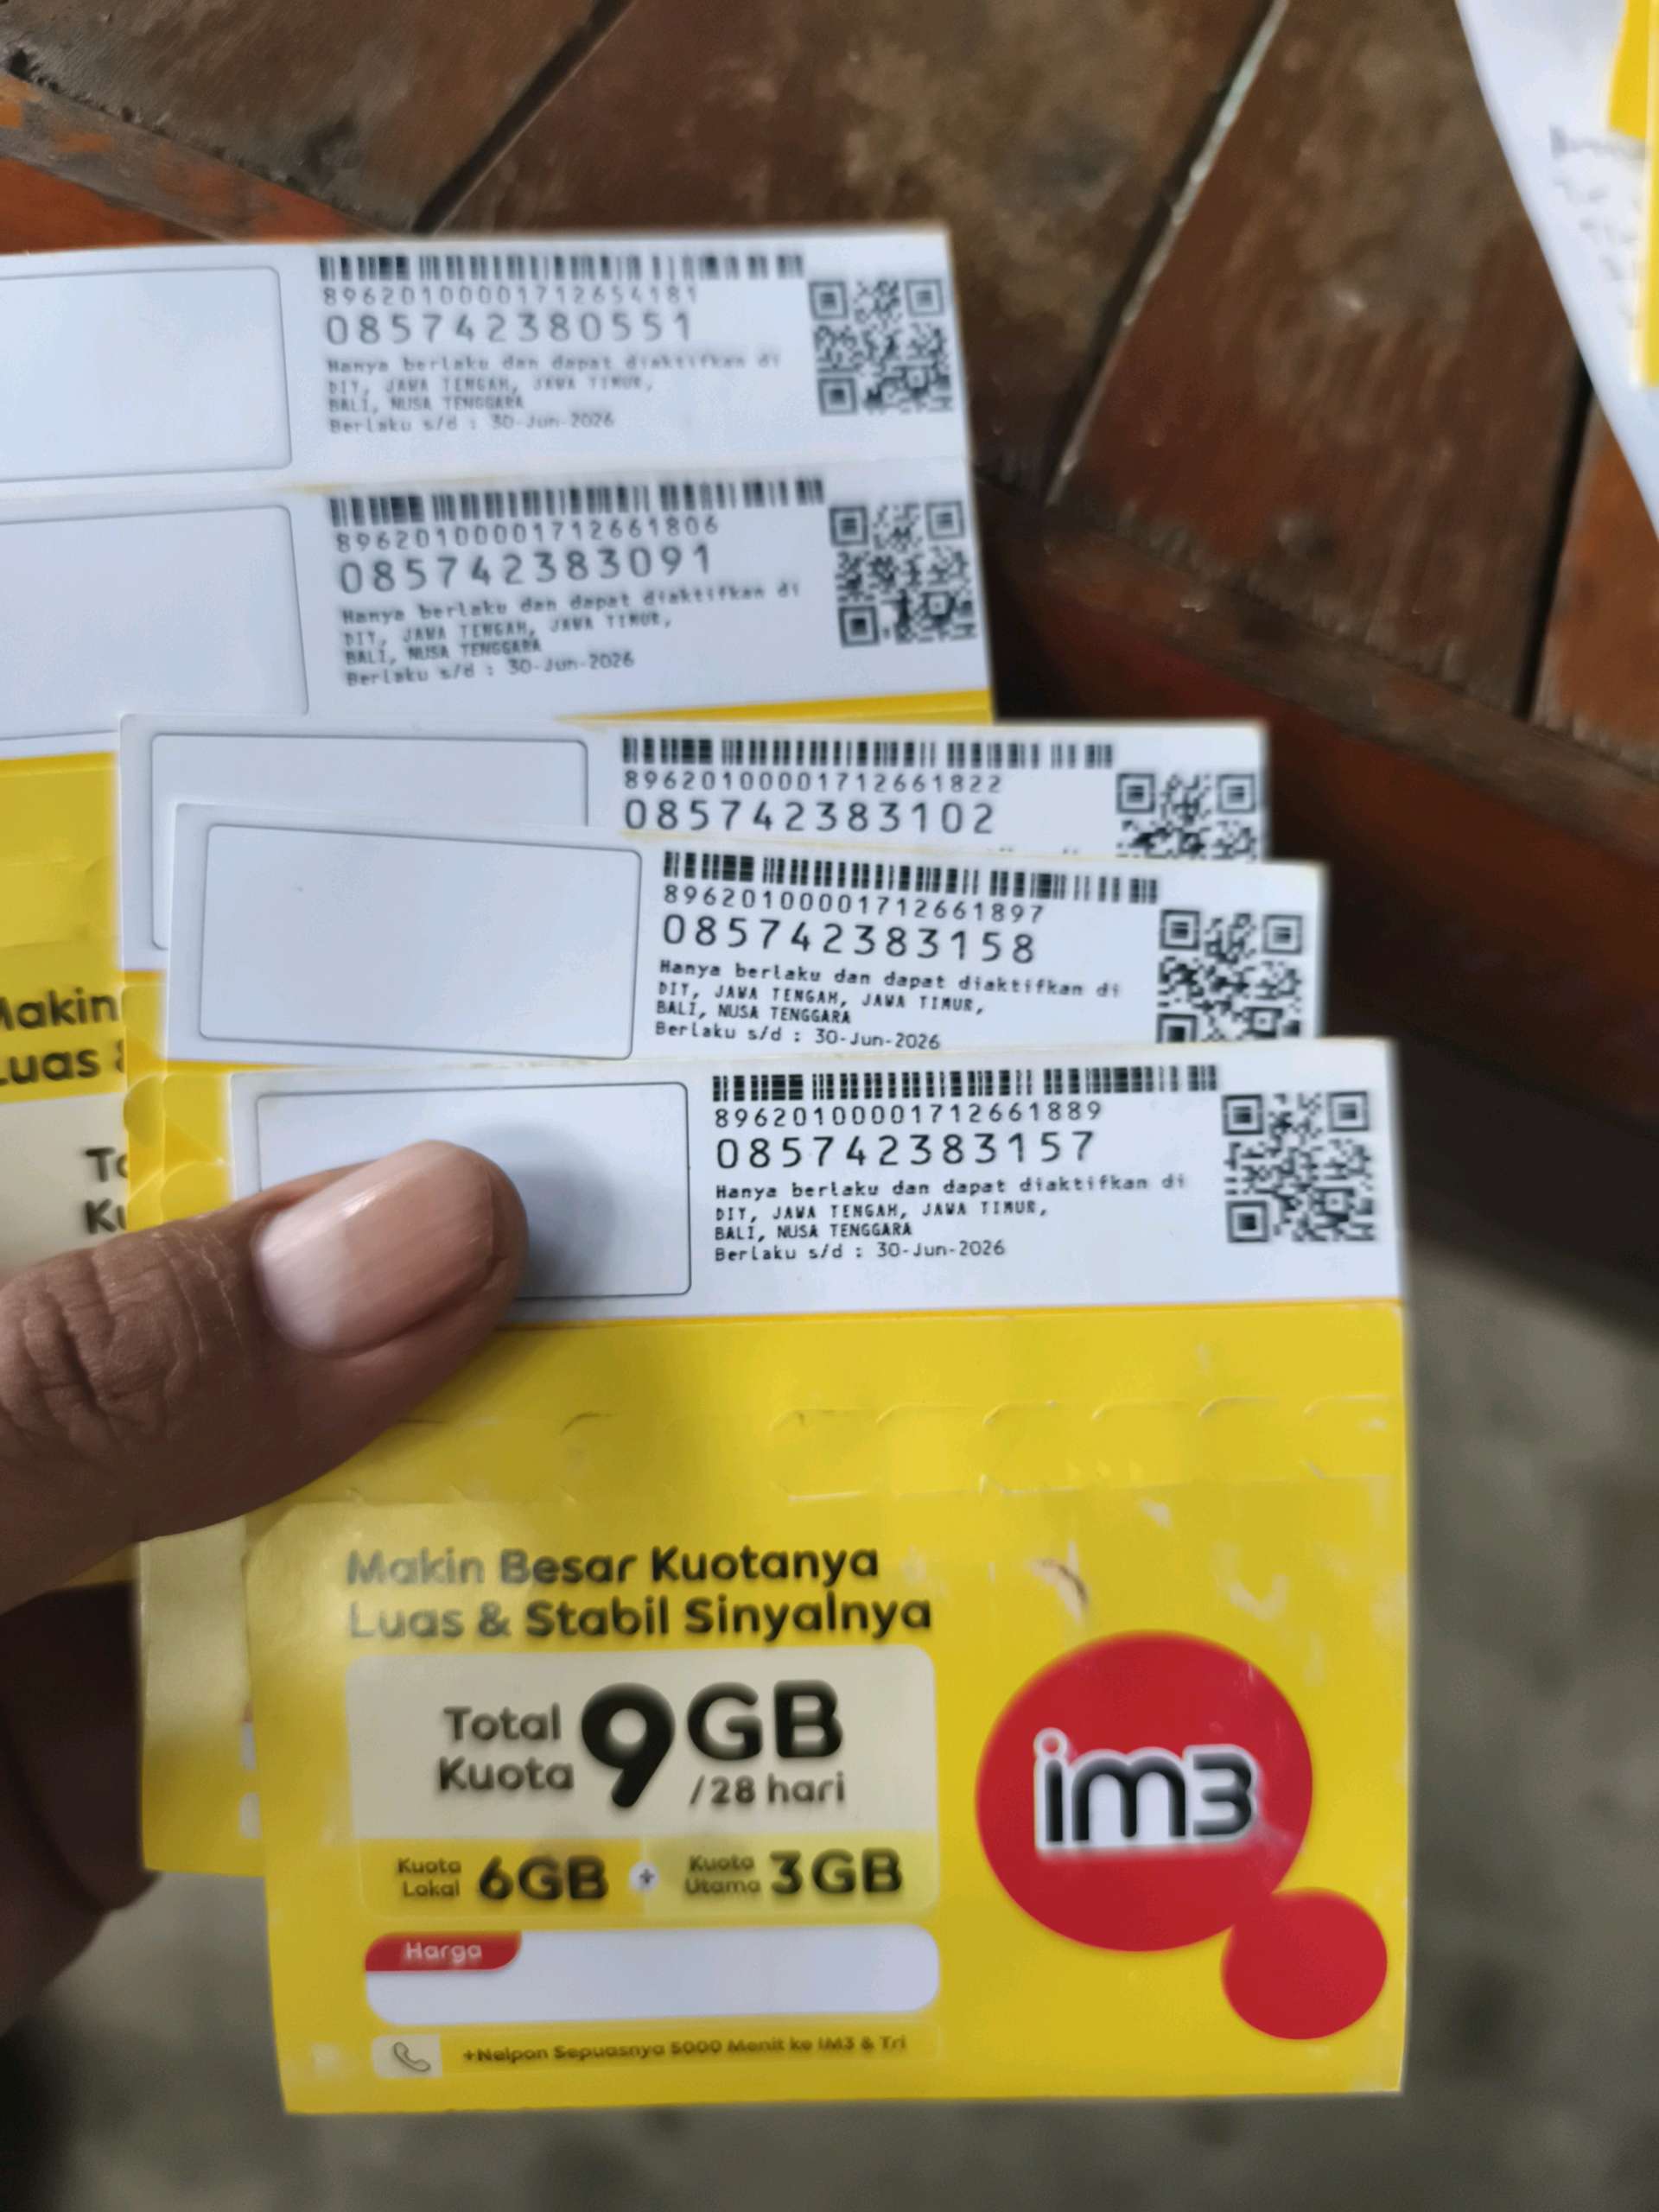 89620100001712654181
085742380551
Hanya berlaku dan dapat diaktifkan di
DIY, JAWA TENGAH, JAWA TIMUR,
BALI, NUSA TENGGARA
Berlaku s/d : 30-Jun-2026
89620100001712661806
085742383091
Hanya berlaku dan dapat diaktifkan di
DIY, JAWA TENGAH, JAWA TIMUR,
BALI, NUSA TENGGARA
Berlaku s/d : 30-Jun-2026
89620100001712661822
085742383102
89620100001712661897
085742383158
Hanya berlaku dan dapat diaktifkan di
DIY, JAWA TENGAH, JAWA TIMUR,
BALI, NUSA TENGGARA
Berlaku s/d : 30-Jun-2026
Makin
Luas &
89620100001712661889
085742383157
Hanya berlaku dan dapat diaktifkan di
DIY, JAWA TENGAH, JAWA TIMUR,
BALI, NUSA TENGGARA
Berlaku s/d : 30-Jun-2026
Makin Besar Kuotanya
Luas & Stabil Sinyalnya
Total Kuota 9GB /28 hari
Kuota Lokal 6GB + Kuota Utama 3GB
im3
Harga
+Nelpon Sepuasnya 5000 Menit ke IM3 & Tri